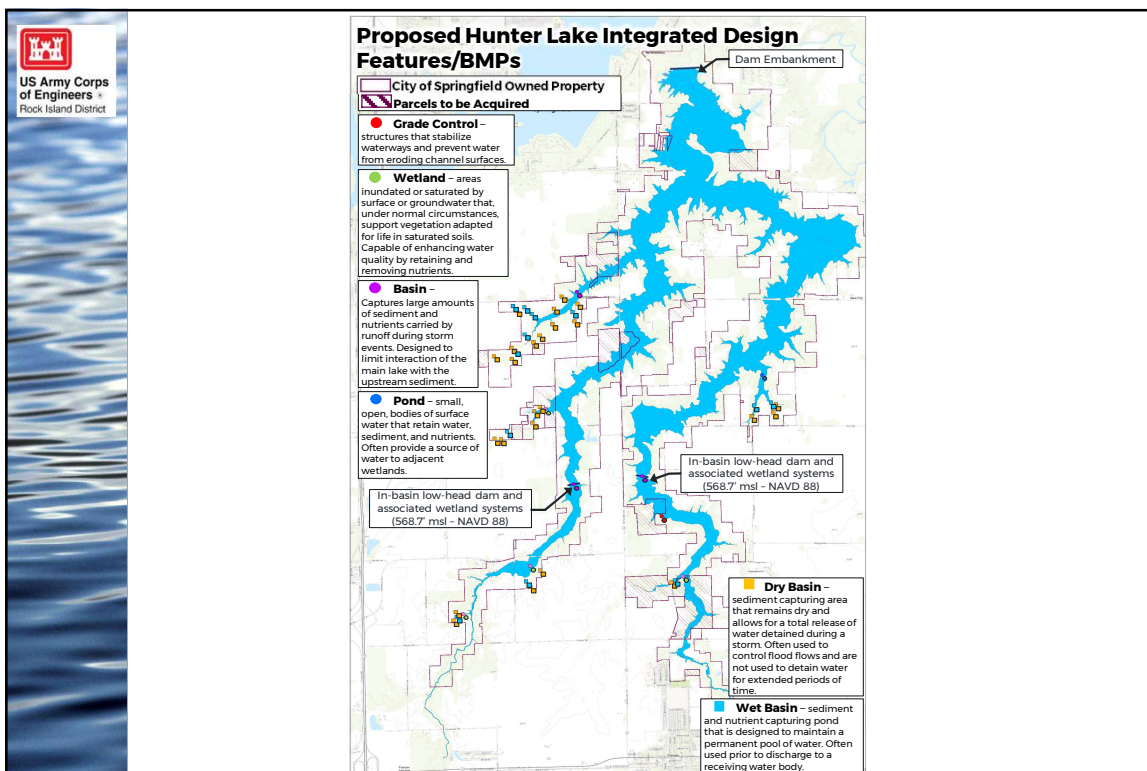 US Army Corps
of Engineers ®
Rock Island District
Proposed Hunter Lake Integrated Design
Features/BMPs
City of Springfield Owned Property
Parcels to be Acquired
Dam Embankment
Grade Control –
structures that stabilize
waterways and prevent water
from eroding channel surfaces.
Wetland – areas
inundated or saturated by
surface or groundwater that,
under normal circumstances,
support vegetation adapted
for life in saturated soils.
Capable of enhancing water
quality by retaining and
removing nutrients.
Basin –
Captures large amounts
of sediment and
nutrients carried by
runoff during storm
events. Designed to
limit interaction of the
main lake with the
upstream sediment.
Pond – small,
open, bodies of surface
water that retain water,
sediment, and nutrients.
Often provide a source of
water to adjacent
wetlands.
In-basin low-head dam and
associated wetland systems
(568.7' msl – NAVD 88)
In-basin low-head dam and
associated wetland systems
(568.7' msl – NAVD 88)
Dry Basin –
sediment capturing area
that remains dry and
allows for a total release of
water detained during a
storm. Often used to
control flood flows and are
not used to detain water
for extended periods of
time.
Wet Basin – sediment
and nutrient capturing pond
that is designed to maintain a
permanent pool of water. Often
used prior to discharge to a
receiving water body.